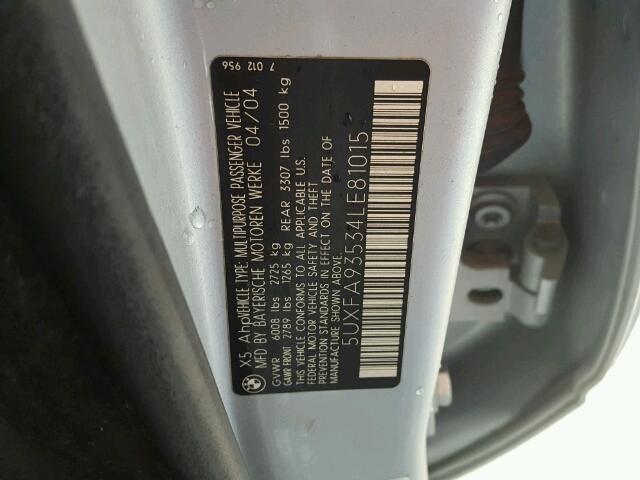 7 012 956
X5 Ahp VEHICLE TYPE: MULTIPURPOSE PASSENGER VEHICLE
MFD BY BAYERISCHE MOTOREN WERKE 04/04
GVWR 6008 lbs 2725 kg
GAWR FRONT 2789 lbs 1265 kg REAR 3307 lbs 1500 kg
THIS VEHICLE CONFORMS TO ALL APPLICABLE U.S.
FEDERAL MOTOR VEHICLE SAFETY AND THEFT
PREVENTION STANDARDS IN EFFECT ON THE DATE OF
MANUFACTURE SHOWN ABOVE.
5UXFA93534LE81015